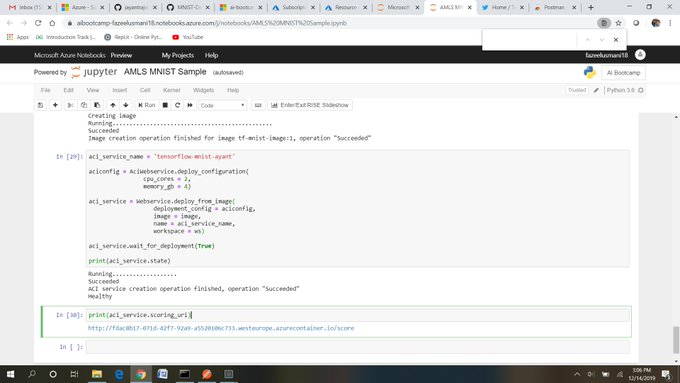 Inbox (15
Azure - S
jayantraj
MNIST-Da
ai-bootc
Subscript
Resource
Microsoft
AMLS MN
Home / Tw
Postman
aibootcamp-fazeelusmani18.notebooks.azure.com/j/notebooks/AMLS%20MNIST%20Sample.ipynb
Apps
Introduction Track |...
Repl.it - Online Pyt...
YouTube
Microsoft Azure Notebooks Preview My Projects Help fazeelusmani18
Powered by jupyter AMLS MNIST Sample (autosaved) AI Bootcamp
File Edit View Insert Cell Kernel Widgets Help Trusted Python 3.6
Run Code Enter/Exit RISE Slideshow
Creating image
Running.............................................
Succeeded
Image creation operation finished for image tf-mnist-image:1, operation "Succeeded"
In [29]: aci_service_name = 'tensorflow-mnist-ayant'
aciconfig = AciWebservice.deploy_configuration(
cpu_cores = 2,
memory_gb = 4)
aci_service = Webservice.deploy_from_image(
deployment_config = aciconfig,
image = image,
name = aci_service_name,
workspace = ws)
aci_service.wait_for_deployment(True)
print(aci_service.state)
Running..................
Succeeded
ACI service creation operation finished, operation "Succeeded"
Healthy
In [30]: print(aci_service.scoring_uri)
http://fdac8b17-071d-42f7-92a9-a5520106c733.westeurope.azurecontainer.io/score
In [ ]:
3:06 PM
12/14/2019